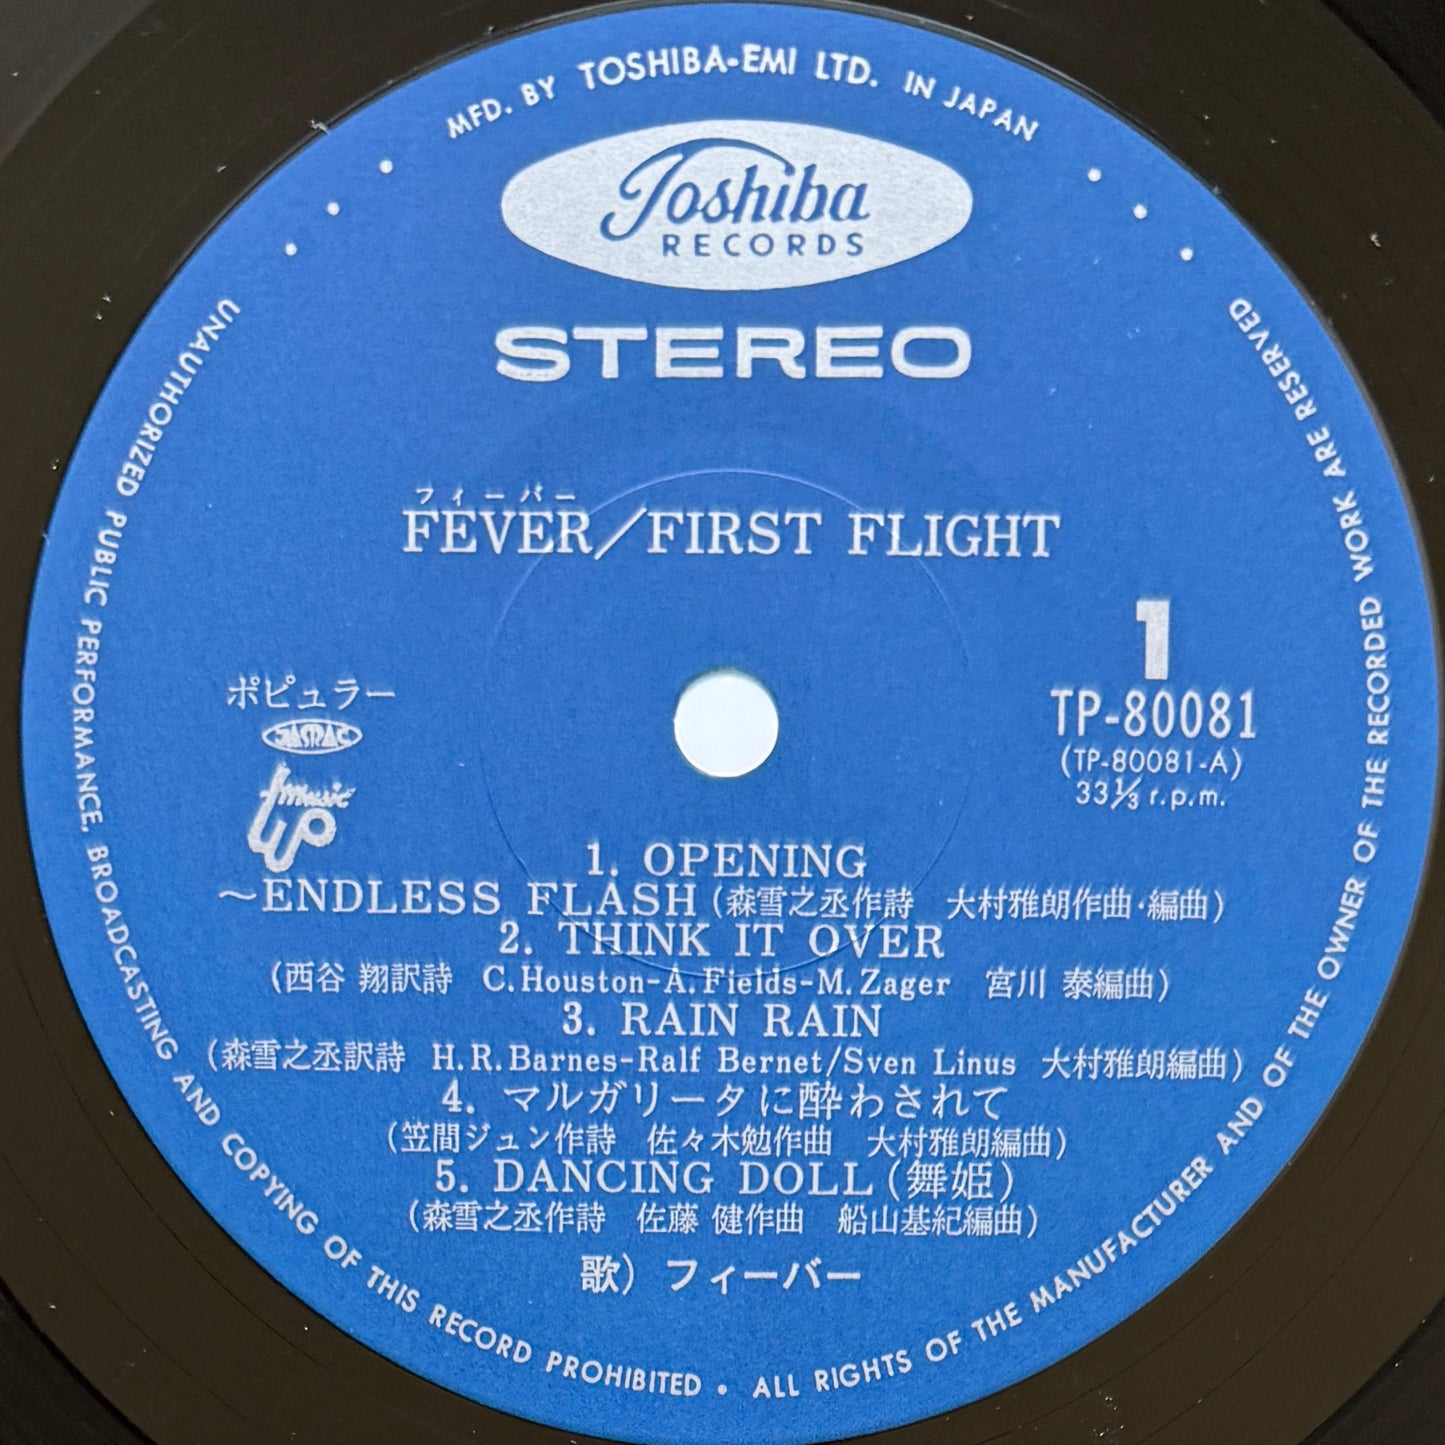 MFD. BY TOSHIBA-EMI LTD. IN JAPAN
Toshiba
RECORDS
STEREO
フィーバー
FEVER/FIRST FLIGHT
1
ポピュラー
TP-80081
JASRAC
(TP-80081-A)
33⅓ r.p.m.
music
up
1. OPENING
~ENDLESS FLASH(森雪之丞作詩 大村雅朗作曲・編曲)
2. THINK IT OVER
(西谷 翔訳詩 C.Houston-A.Fields-M.Zager 宮川 泰編曲)
3. RAIN RAIN
(森雪之丞訳詩 H.R.Barnes-Ralf Bernet/Sven Linus 大村雅朗編曲)
4. マルガリータに酔わされて
(笠間ジュン作詩 佐々木勉作曲 大村雅朗編曲)
5. DANCING DOLL(舞姫)
(森雪之丞作詩 佐藤 健作曲 船山基紀編曲)
歌) フィーバー
UNAUTHORIZED PUBLIC PERFORMANCE, BROADCASTING AND COPYING OF THIS RECORD PROHIBITED • ALL RIGHTS OF THE MANUFACTURER AND OF THE OWNER OF THE RECORDED WORK ARE RESERVED